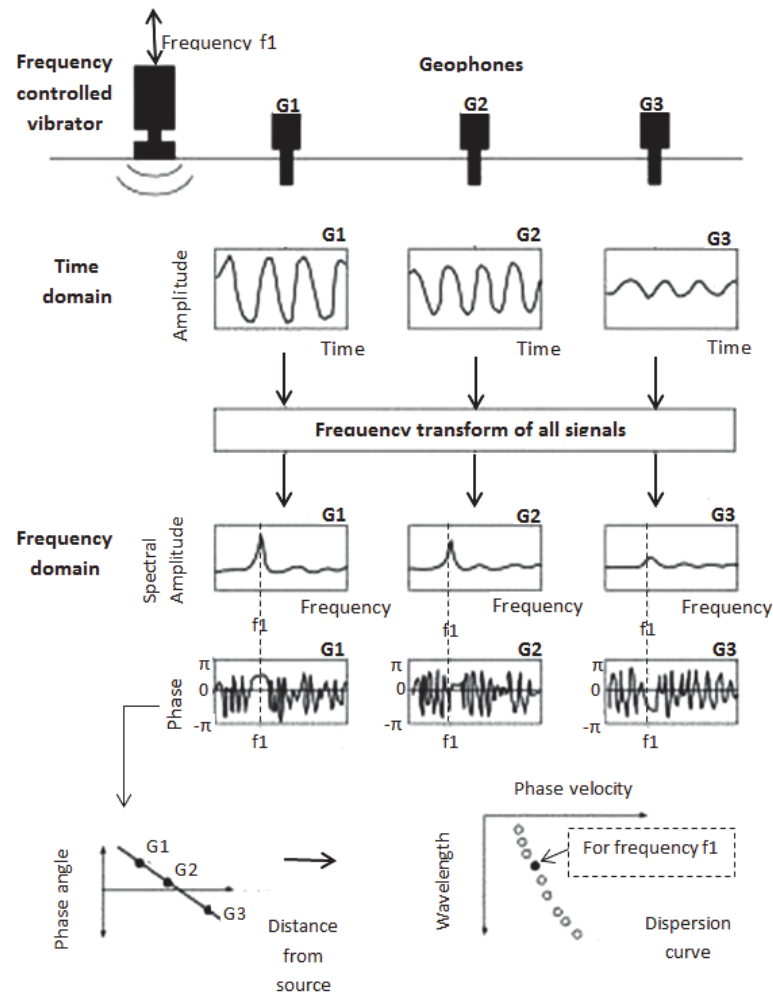 Frequency f1
Frequency
controlled
vibrator
Geophones
G1
G2
G3
Time
domain
Amplitude
G1
G2
G3
Time
Time
Time
Frequency transform of all signals
Frequency
domain
Spectral
Amplitude
G1
G2
G3
Frequency
Frequency
Frequency
f1
f1
f1
Phase
G1
G2
G3
π
0
-π
π
0
-π
π
0
-π
f1
f1
f1
Phase angle
G1
G2
G3
Distance
from
source
Phase velocity
Wavelength
For frequency f1
Dispersion
curve